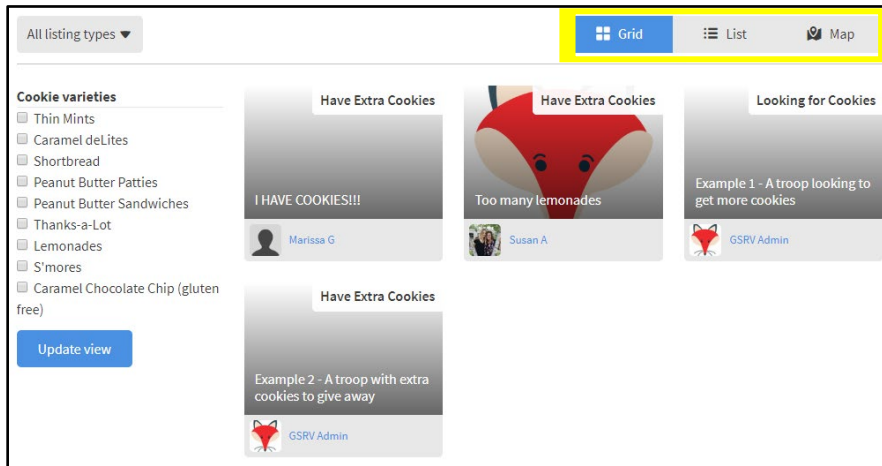 All listing types
Grid
List
Map
Cookie varieties
Thin Mints
Caramel deLites
Shortbread
Peanut Butter Patties
Peanut Butter Sandwiches
Thanks-a-Lot
Lemonades
S'mores
Caramel Chocolate Chip (gluten
free)
Update view
Have Extra Cookies
I HAVE COOKIES!!!
Marissa G
Have Extra Cookies
Too many lemonades
Susan A
Looking for Cookies
Example 1 - A troop looking to
get more cookies
GSRV Admin
Have Extra Cookies
Example 2 - A troop with extra
cookies to give away
GSRV Admin